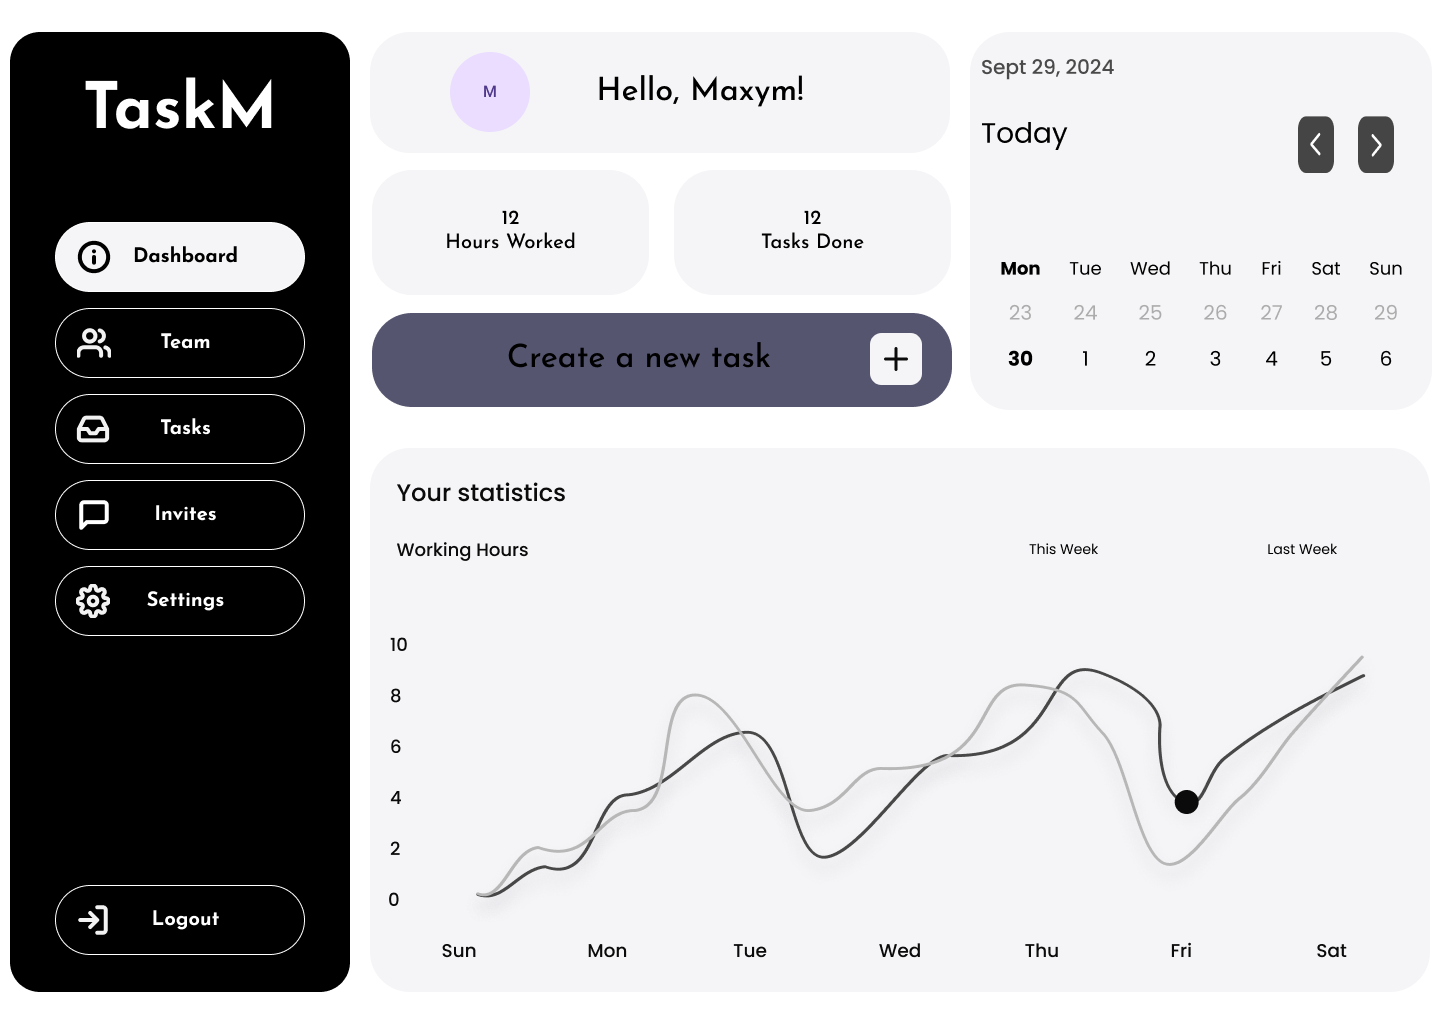 TaskM
Dashboard
Team
Tasks
Invites
Settings
Logout
M
Hello, Maxym!
12
Hours Worked
12
Tasks Done
Create a new task
Sept 29, 2024
Today
Mon Tue Wed Thu Fri Sat Sun
23 24 25 26 27 28 29
30 1 2 3 4 5 6
Your statistics
Working Hours This Week Last Week
10
8
6
4
2
0
Sun Mon Tue Wed Thu Fri Sat